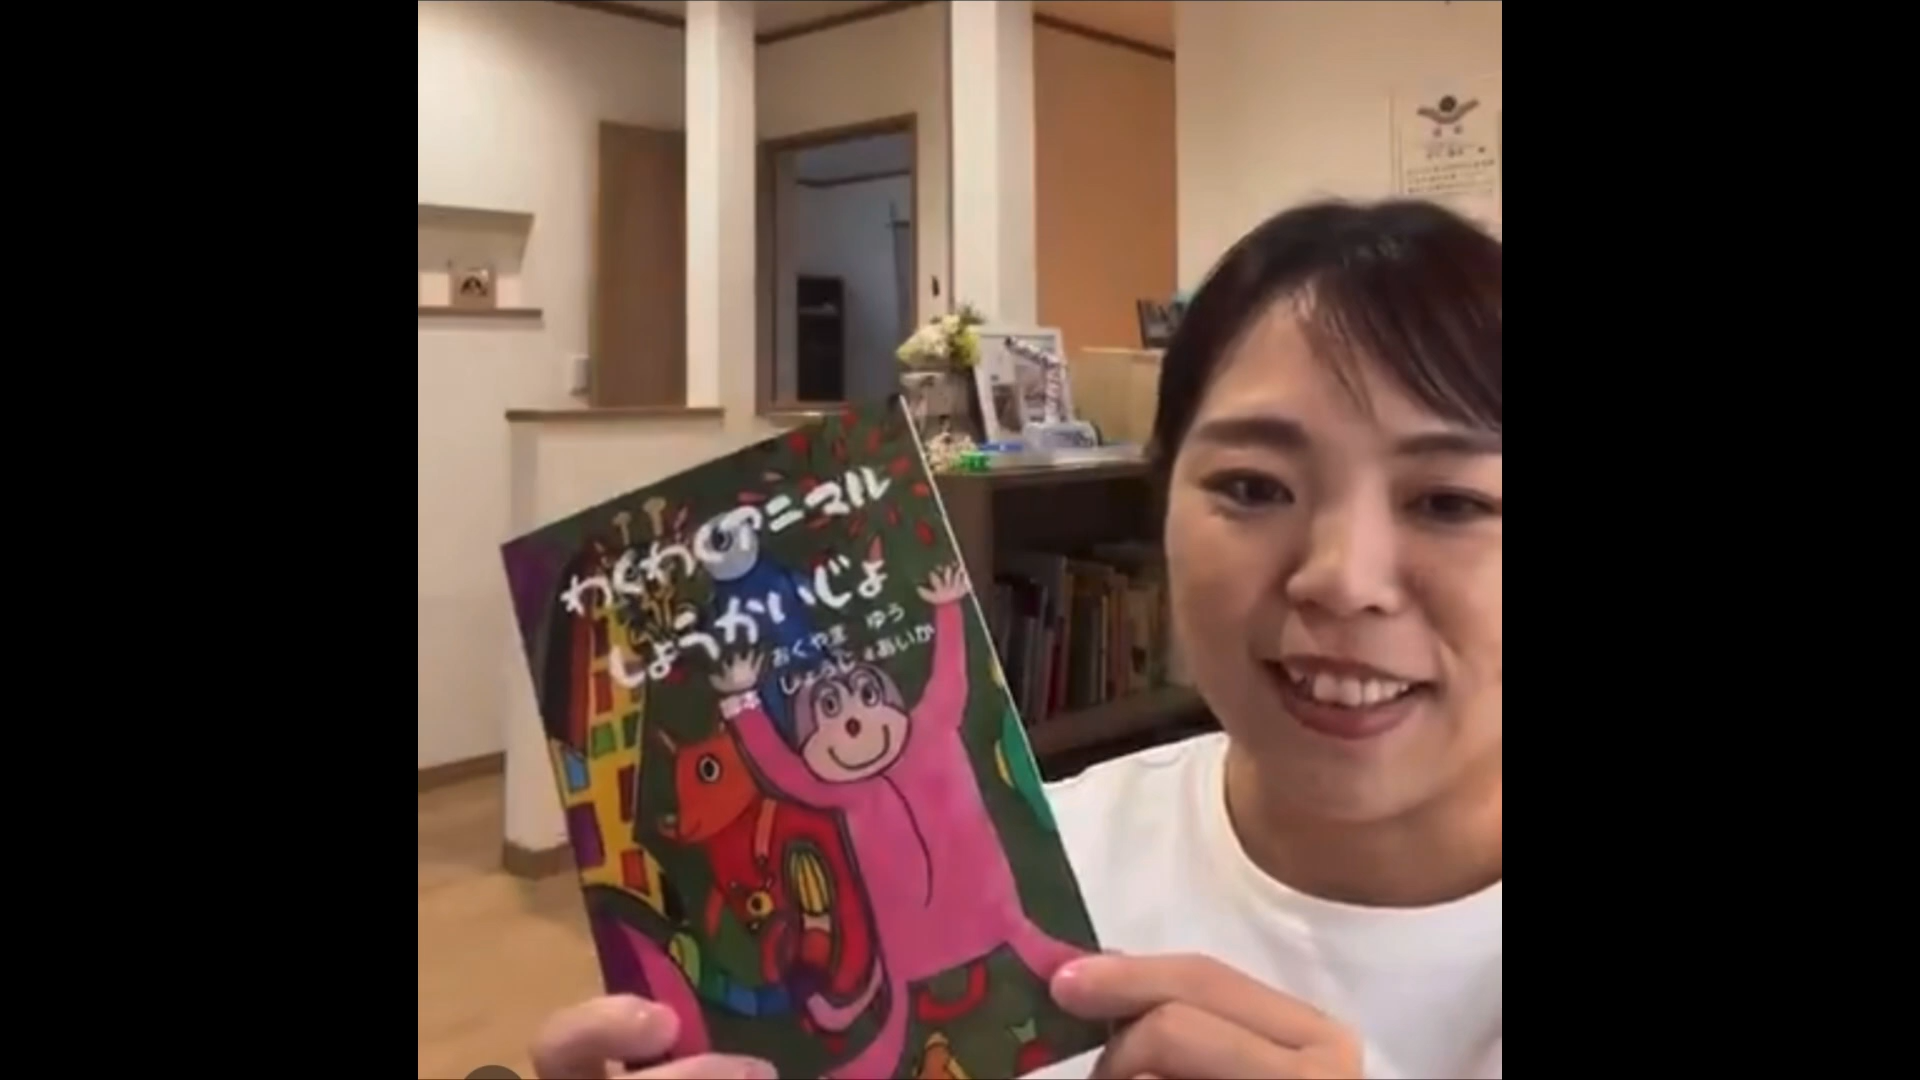 わくわくアニマル
しょうかいじょ
おくやま ゆう
しょうじ あいか